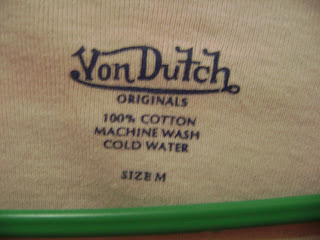 Von Dutch
ORIGINALS
100% COTTON
MACHINE WASH
COLD WATER
SIZE M